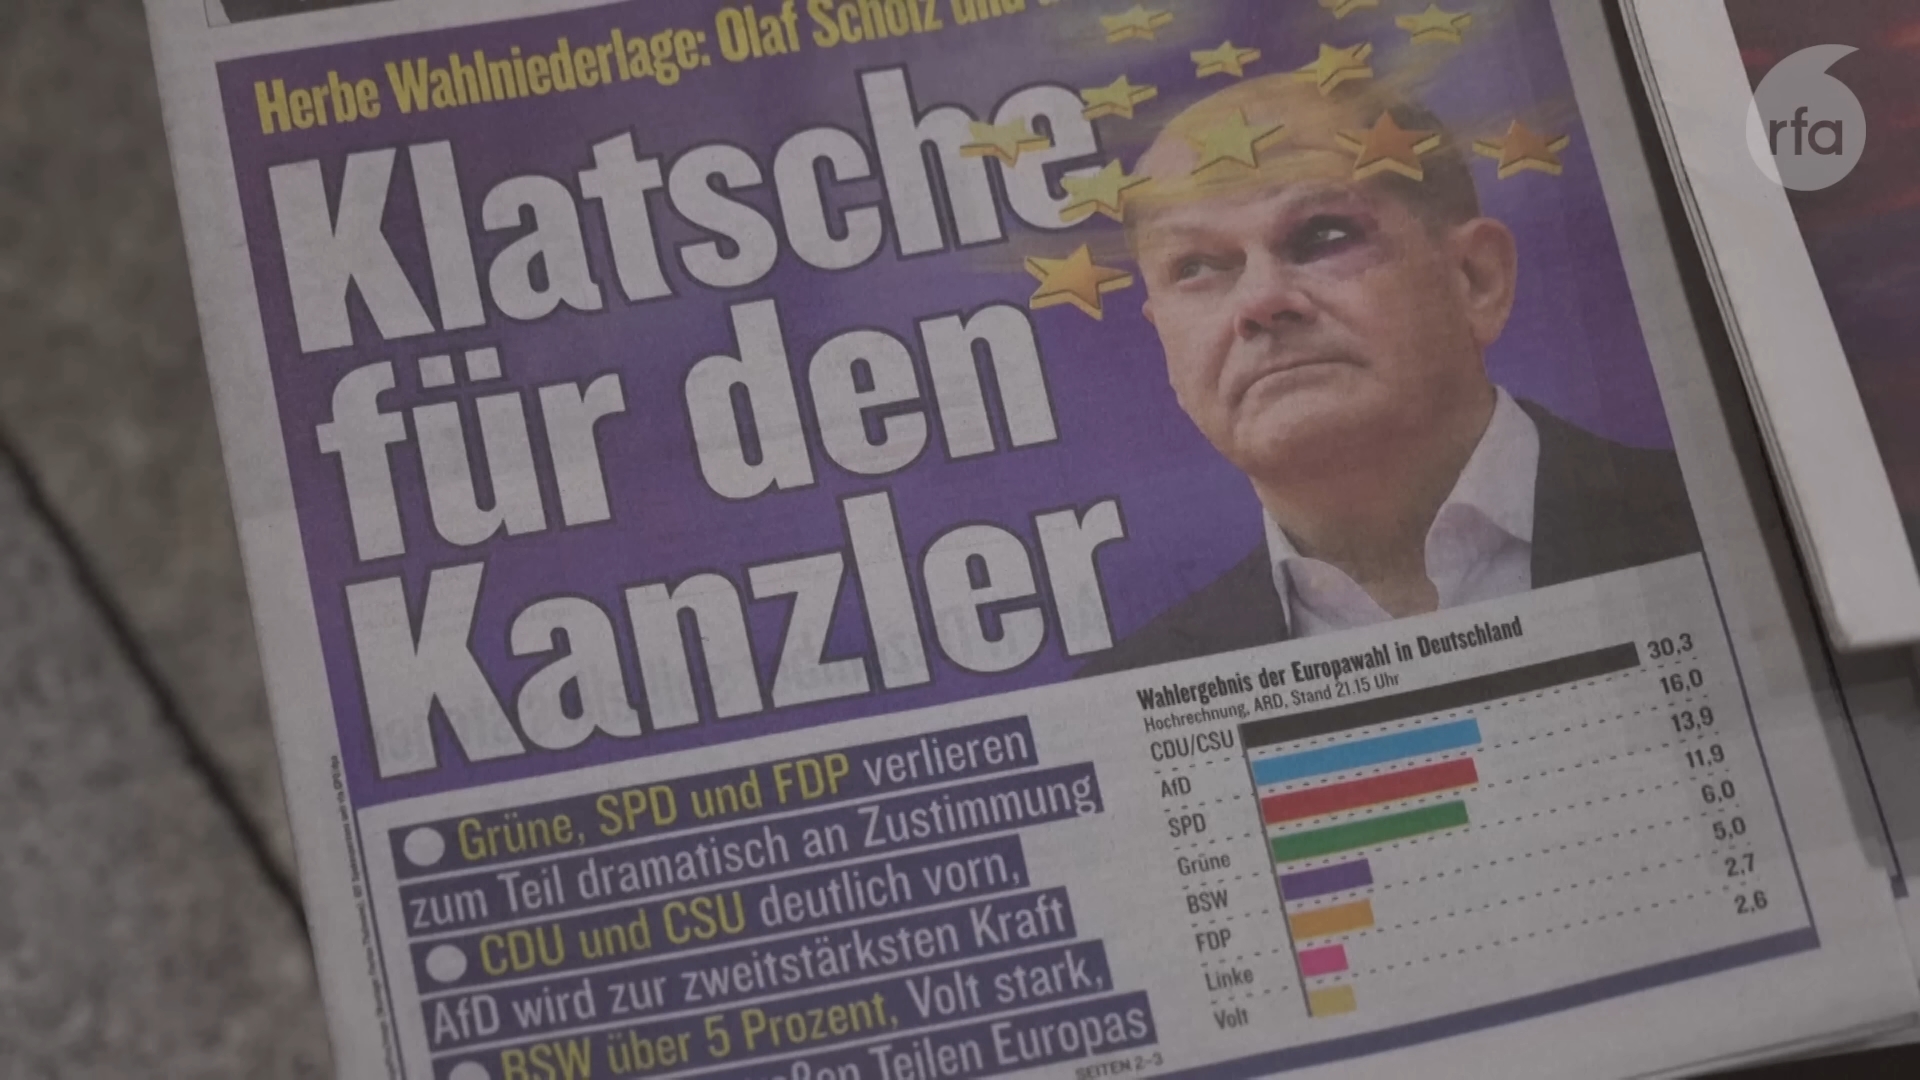 Herbe Wahlniederlage: Olaf Scholz und
Klatsche
für den
Kanzler
Grüne, SPD und FDP verlieren
zum Teil dramatisch an Zustimmung
CDU und CSU deutlich vorn,
AfD wird zur zweitstärksten Kraft
BSW über 5 Prozent, Volt stark,
Teilen Europas
SEITEN 2–3
Wahlergebnis der Europawahl in Deutschland
Hochrechnung, ARD, Stand 21.15 Uhr
CDU/CSU 30,3
AfD 16,0
SPD 13,9
Grüne 11,9
BSW 6,0
FDP 5,0
Linke 2,7
Volt 2,6
rfa